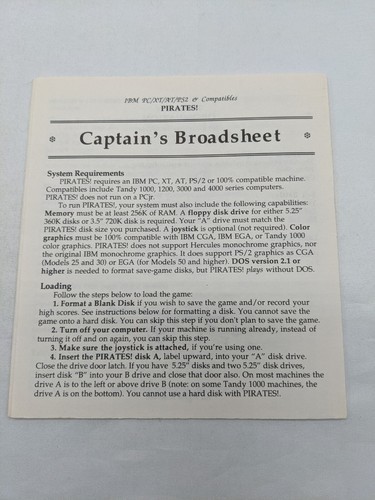 IBM PC/XT/AT/PS2 & Compatibles
PIRATES!
❄ Captain's Broadsheet ❄
System Requirements
PIRATES! requires an IBM PC, XT, AT, PS/2 or 100% compatible machine.
Compatibles include Tandy 1000, 1200, 3000 and 4000 series computers.
PIRATES! does not run on a PCjr.
To run PIRATES!, your system must also include the following capabilities:
Memory must be at least 256K of RAM. A floppy disk drive for either 5.25"
360K disks or 3.5" 720K disk is required. Your "A" drive must match the
PIRATES! disk size you purchased. A joystick is optional (not required). Color
graphics must be 100% compatible with IBM CGA, IBM EGA, or Tandy 1000
color graphics. PIRATES! does not support Hercules monochrome graphics, nor
the original IBM monochrome graphics. It does support PS/2 graphics as CGA
(Models 25 and 30) or EGA (for Models 50 and higher). DOS version 2.1 or
higher is needed to format save-game disks, but PIRATES! plays without DOS.
Loading
Follow the steps below to load the game:
1. Format a Blank Disk if you wish to save the game and/or record your
high scores. See instructions below for formatting a disk. You cannot save the
game onto a hard disk. You can skip this step if you don't plan to save the game.
2. Turn off your computer. If your machine is running already, instead of
turning it off and on again, you can skip this step.
3. Make sure the joystick is attached, if you're using one.
4. Insert the PIRATES! disk A, label upward, into your "A" disk drive.
Close the drive door latch. If you have 5.25" disks and two 5.25" disk drives,
insert disk "B" into your B drive and close that door also. On most machines the
drive A is to the left or above drive B (note: on some Tandy 1000 machines, the
drive A is on the bottom). You cannot use a hard disk with PIRATES!.